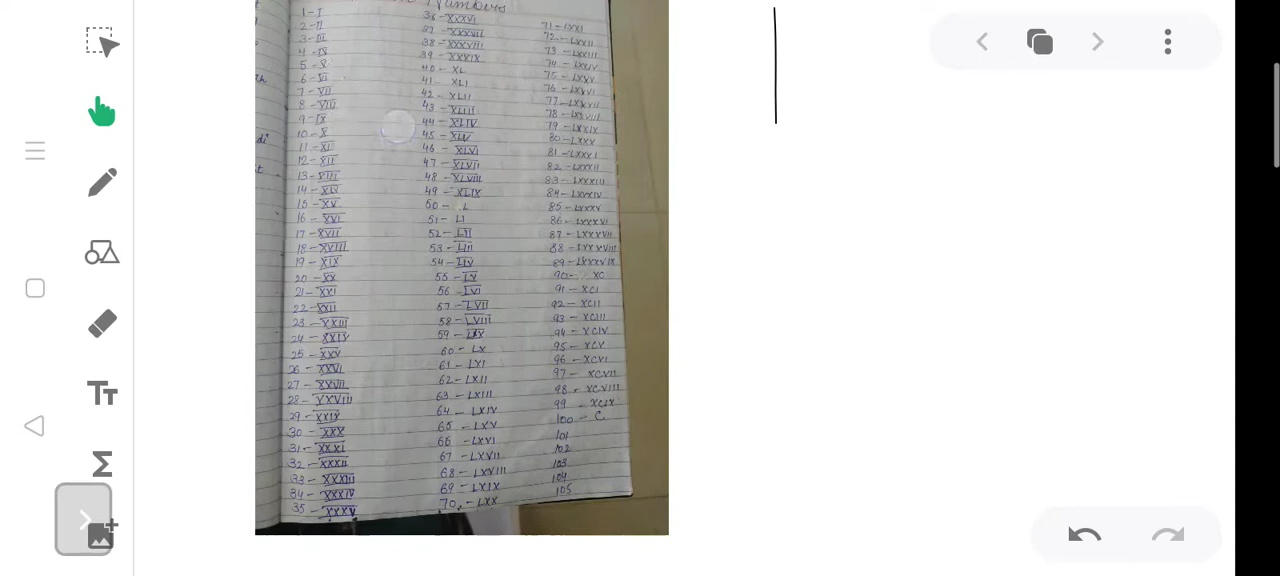 Numbers
1 - I
2 - II
3 - III
4 - IV
5 - V
6 - VI
7 - VII
8 - VIII
9 - IX
10 - X
11 - XI
12 - XII
13 - XIII
14 - XIV
15 - XV
16 - XVI
17 - XVII
18 - XVIII
19 - XIX
20 - XX
21 - XXI
22 - XXII
23 - XXIII
24 - XXIV
25 - XXV
26 - XXVI
27 - XXVII
28 - XXVIII
29 - XXIX
30 - XXX
31 - XXXI
32 - XXXII
33 - XXXIII
34 - XXXIV
35 - XXXV
36 - XXXVI
37 - XXXVII
38 - XXXVIII
39 - XXXIX
40 - XL
41 - XLI
42 - XLII
43 - XLIII
44 - XLIV
45 - XLV
46 - XLVI
47 - XLVII
48 - XLVIII
49 - XLIX
50 - L
51 - LI
52 - LII
53 - LIII
54 - LIV
55 - LV
56 - LVI
57 - LVII
58 - LVIII
59 - LIX
60 - LX
61 - LXI
62 - LXII
63 - LXIII
64 - LXIV
65 - LXV
66 - LXVI
67 - LXVII
68 - LXVIII
69 - LXIX
70 - LXX
71 - LXXI
72 - LXXII
73 - LXXIII
74 - LXXIV
75 - LXXV
76 - LXXVI
77 - LXXVII
78 - LXXVIII
79 - LXXIX
80 - LXXX
81 - LXXXI
82 - LXXXII
83 - LXXXIII
84 - LXXXIV
85 - LXXXV
86 - LXXXVI
87 - LXXXVII
88 - LXXXVIII
89 - LXXXVIX
90 - XC
91 - XCI
92 - XCII
93 - XCIII
94 - XCIV
95 - XCV
96 - XCVI
97 - XCVII
98 - XCVIII
99 - XCIX
100 - C
101
102
103
104
105
Tт
Σ